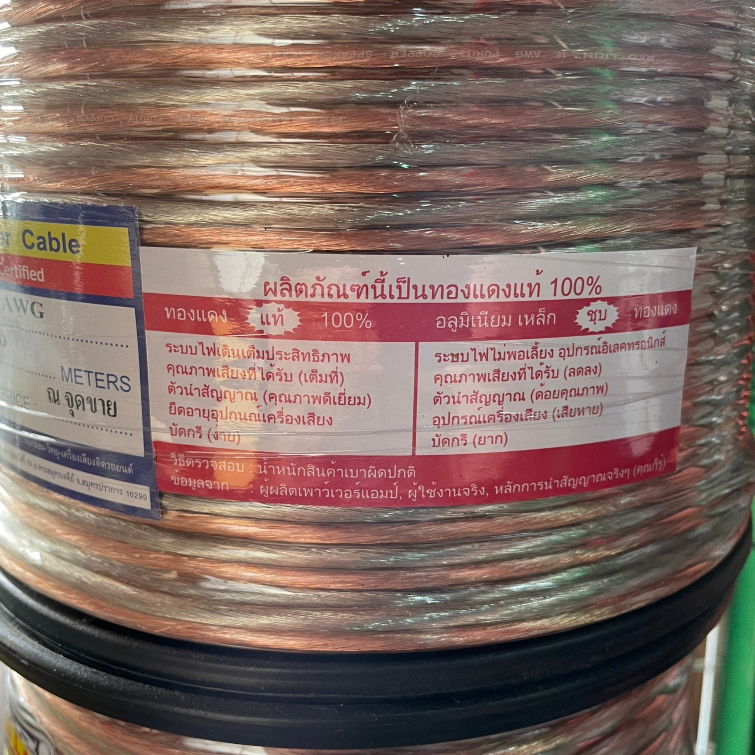 er Cable
Certified
AWG
METERS
ณ จุดขาย
10290
ผลิตภัณฑ์นี้เป็นทองแดงแท้ 100%
ทองแดง แท้ 100%
อลูมิเนียม เหล็ก ชุบ ทองแดง
ระบบไฟเดินเต็มประสิทธิภาพ
คุณภาพเสียงที่ได้รับ (เต็มที่)
ตัวนำสัญญาณ (คุณภาพดีเยี่ยม)
ยืดอายุอุปกณณ์เครื่องเสียง
บัดกรี (ง่าย)
ระบบไฟไม่พอเลี้ยง อุปกรณ์อิเลคทรอนิกส์
คุณภาพเสียงที่ได้รับ (ลดลง)
ตัวนำสัญญาณ (ด้อยคุณภาพ)
อุปกรณ์เครื่องเสียง (เสียหาย)
บัดกรี (ยาก)
วิธีตรวจสอบ : น้ำหนักสินค้าเบาผิดปกติ
ข้อมูลจาก : ผู้ผลิตเพาว์เวอร์แอมป์, ผู้ใช้งานจริง, หลักการนำสัญญาณจริงๆ (คุณก็รู้)